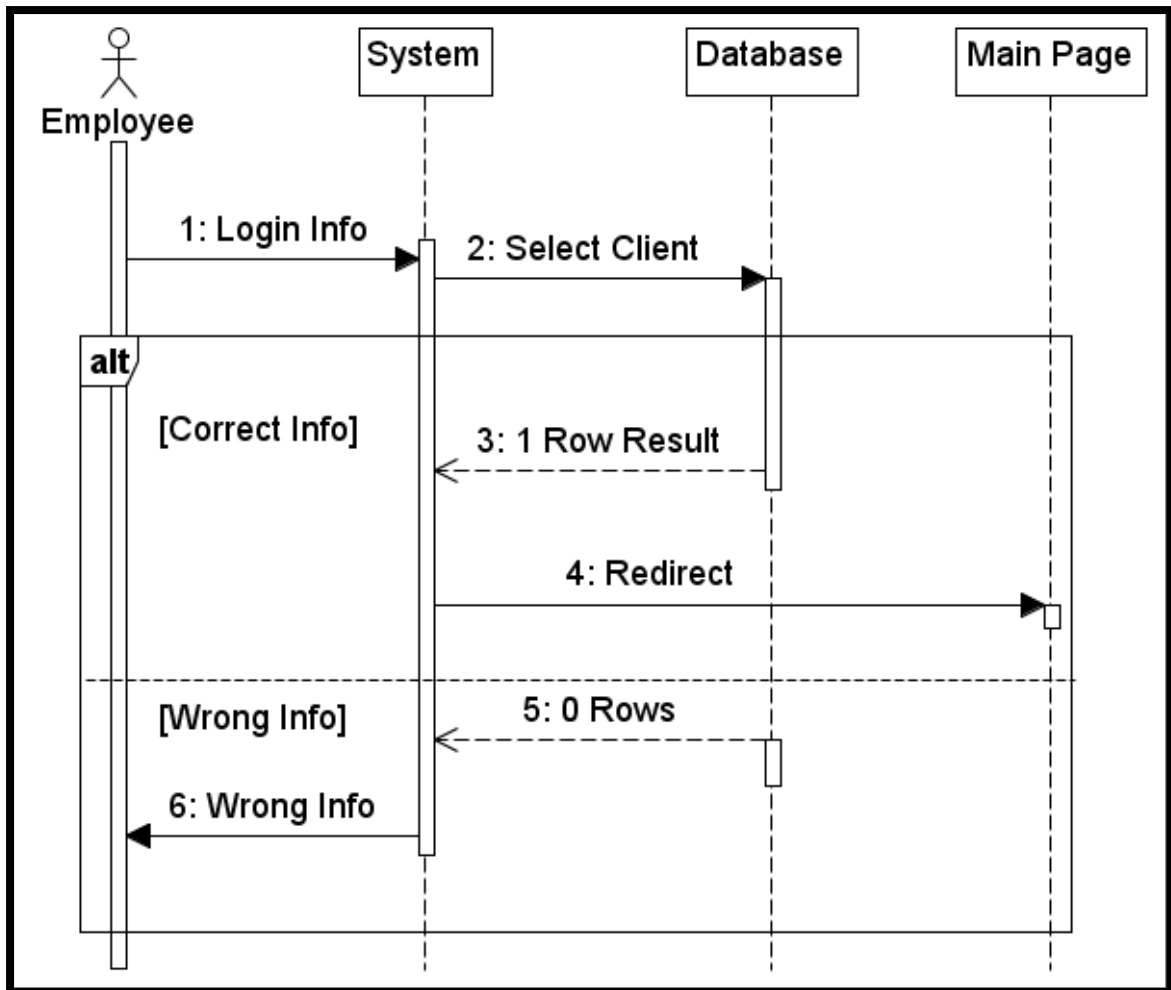 System
Database
Main Page
Employee
1: Login Info
2: Select Client
alt
[Correct Info]
3: 1 Row Result
4: Redirect
[Wrong Info]
5: 0 Rows
6: Wrong Info